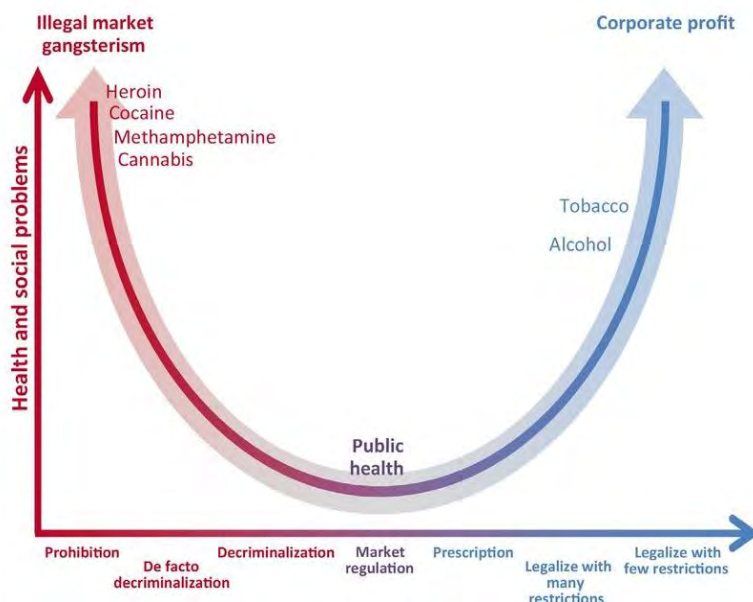 Illegal market
gangsterism
Corporate profit
Heroin
Cocaine
Methamphetamine
Cannabis
Tobacco
Alcohol
Health and social problems
Public
health
Prohibition
De facto
decriminalization
Decriminalization
Market
regulation
Prescription
Legalize with
many
restrictions
Legalize with
few restrictions